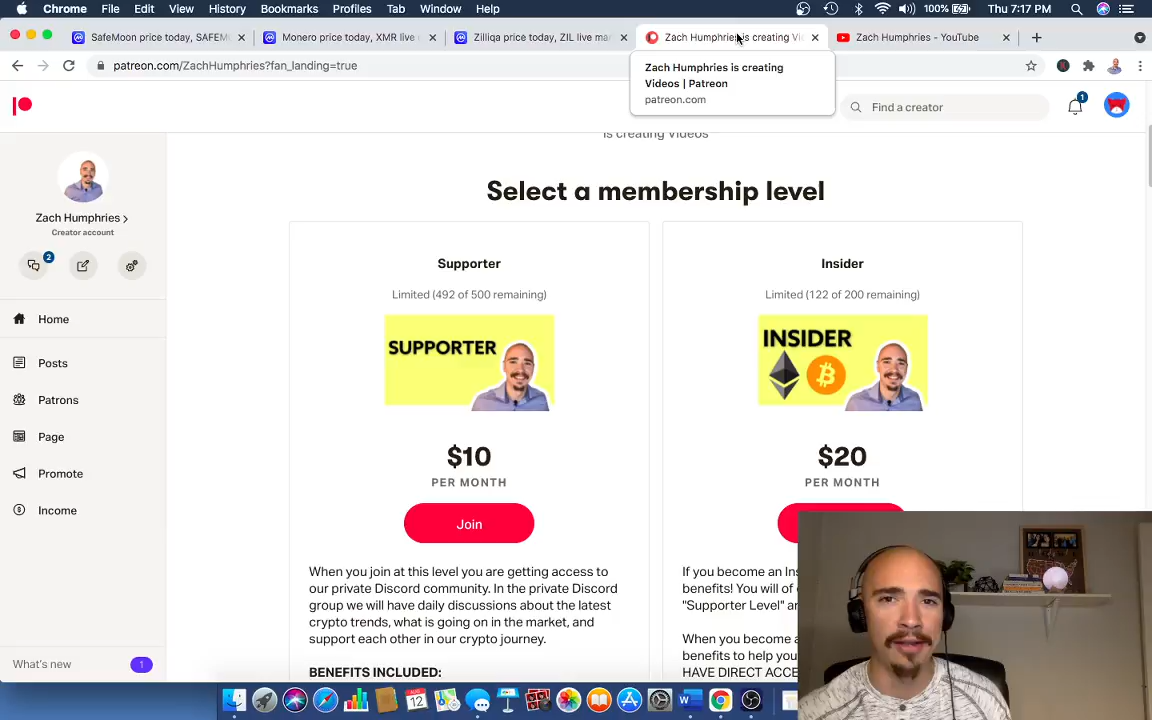 Chrome File Edit View History Bookmarks Profiles Tab Window Help
100% Thu 7:17 PM
SafeMoon price today, SAFEM
Monero price today, XMR live
Zilliqa price today, ZIL live ma
Zach Humphries is creating Vi
Zach Humphries - YouTube
patreon.com/ZachHumphries?fan_landing=true
Zach Humphries is creating
Videos | Patreon
patreon.com
Find a creator
1
is creating Videos
Select a membership level
Zach Humphries
Creator account
2
Home
Posts
Patrons
Page
Promote
Income
What's new 1
Supporter
Limited (492 of 500 remaining)
SUPPORTER
$10
PER MONTH
Join
When you join at this level you are getting access to
our private Discord community. In the private Discord
group we will have daily discussions about the latest
crypto trends, what is going on in the market, and
support each other in our crypto journey.
BENEFITS INCLUDED:
Insider
Limited (122 of 200 remaining)
INSIDER
$20
PER MONTH
If you become an Ins
benefits! You will of
"Supporter Level" ar
When you become a
benefits to help you
HAVE DIRECT ACCE
AUG
12